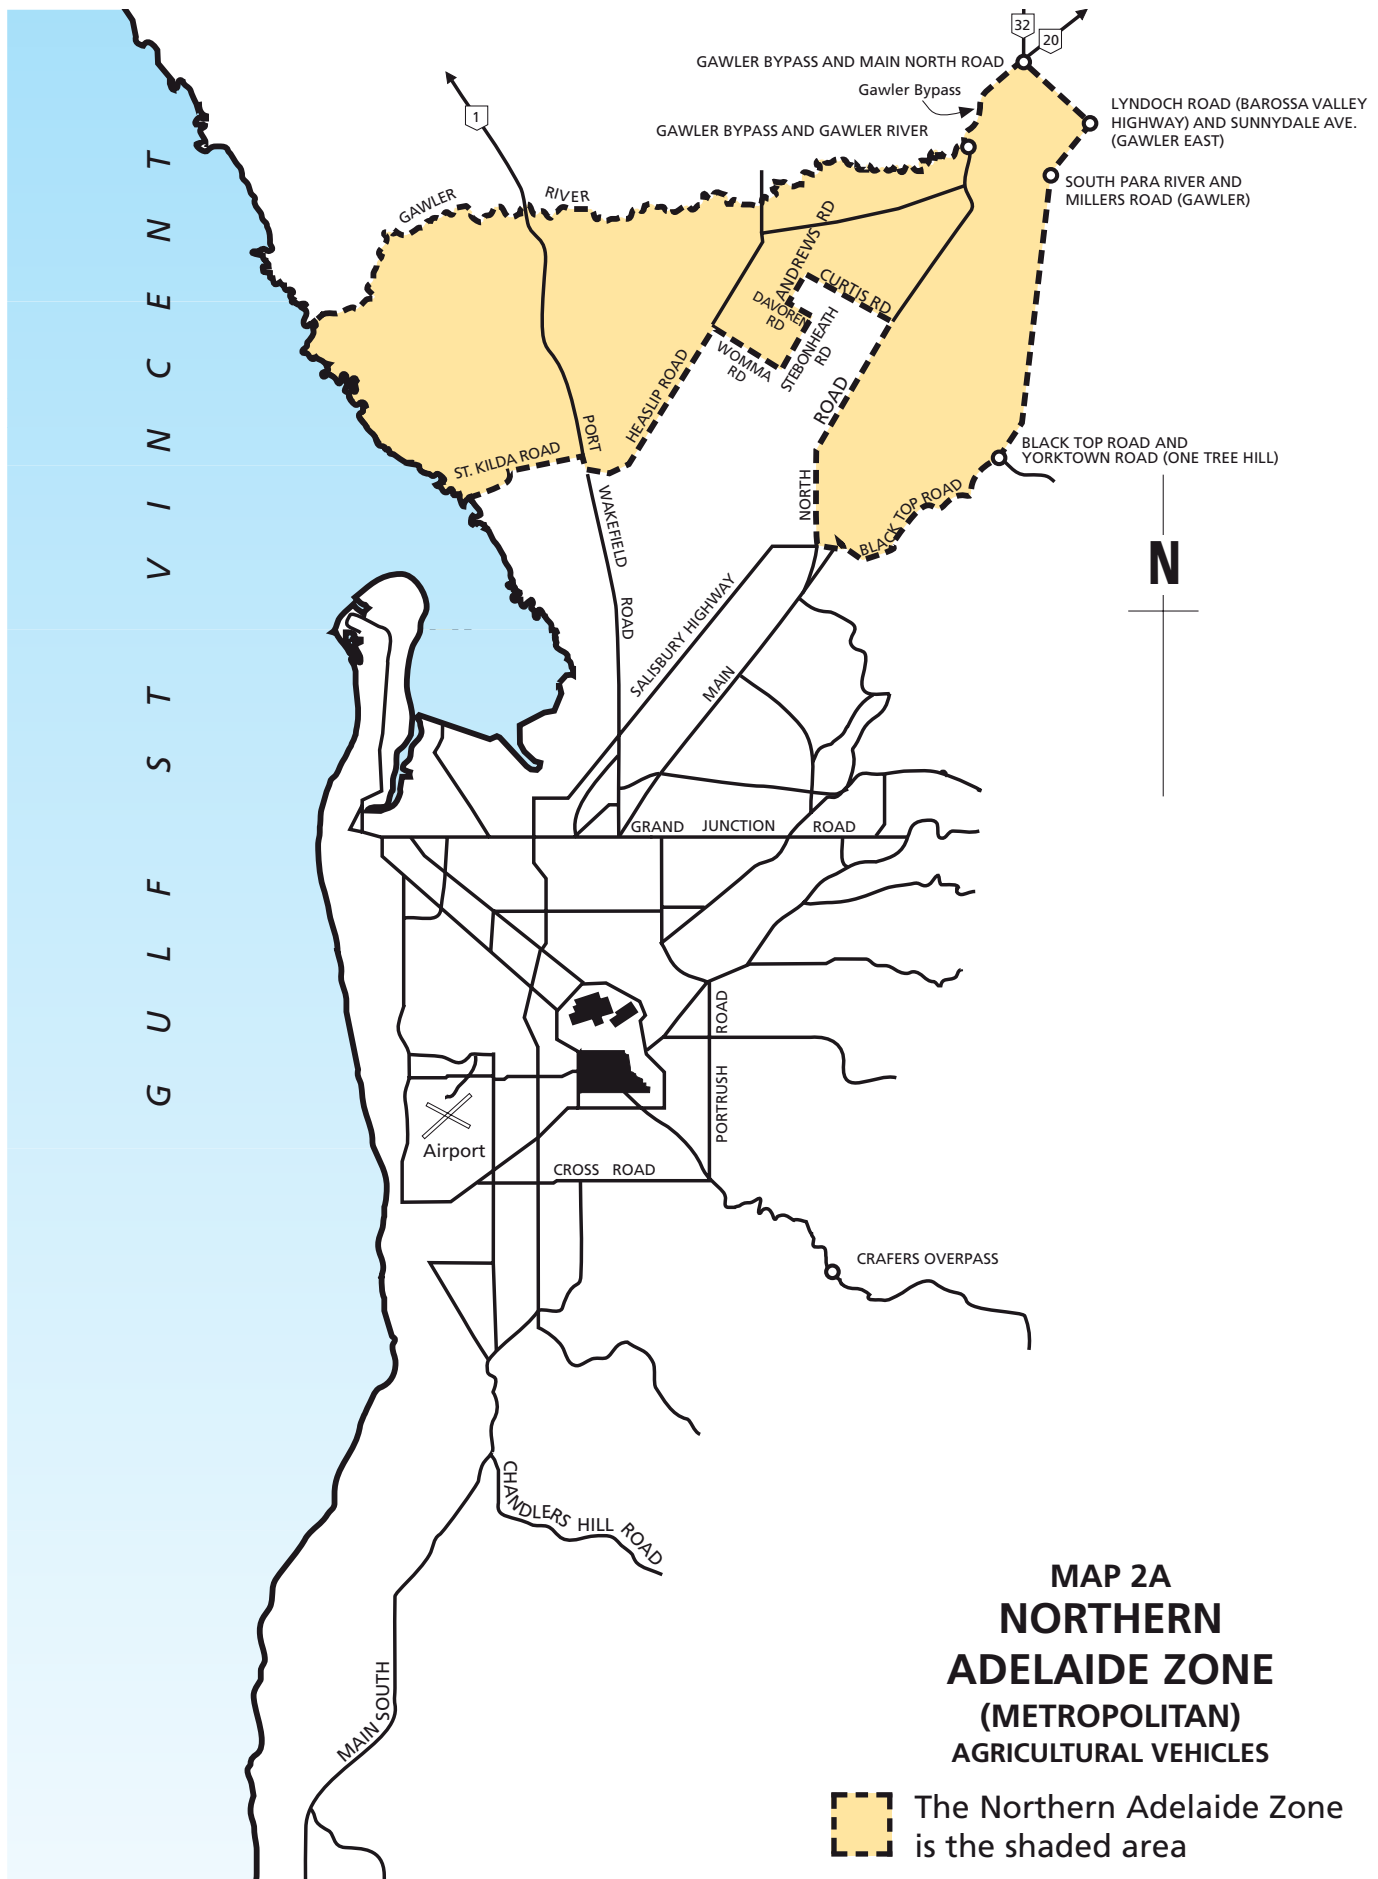 32
20
GAWLER BYPASS AND MAIN NORTH ROAD
Gawler Bypass
LYNDOCH ROAD (BAROSSA VALLEY
HIGHWAY) AND SUNNYDALE AVE.
(GAWLER EAST)
1
GAWLER BYPASS AND GAWLER RIVER
SOUTH PARA RIVER AND
MILLERS ROAD (GAWLER)
GAWLER RIVER
ANDREWS RD
CURTIS RD
DAVOREN
RD
STEBONHEATH
RD
WOMMA
RD
HEASLIP ROAD
ST. KILDA ROAD
PORT WAKEFIELD ROAD
BLACK TOP ROAD AND
YORKTOWN ROAD (ONE TREE HILL)
BLACK TOP ROAD
MAIN NORTH ROAD
SALISBURY HIGHWAY
N
GULF ST VINCENT
GRAND JUNCTION ROAD
PORTRUSH ROAD
Airport
CROSS ROAD
CRAFERS OVERPASS
CHANDLERS HILL ROAD
MAIN SOUTH
MAP 2A
NORTHERN
ADELAIDE ZONE
(METROPOLITAN)
AGRICULTURAL VEHICLES
The Northern Adelaide Zone
is the shaded area